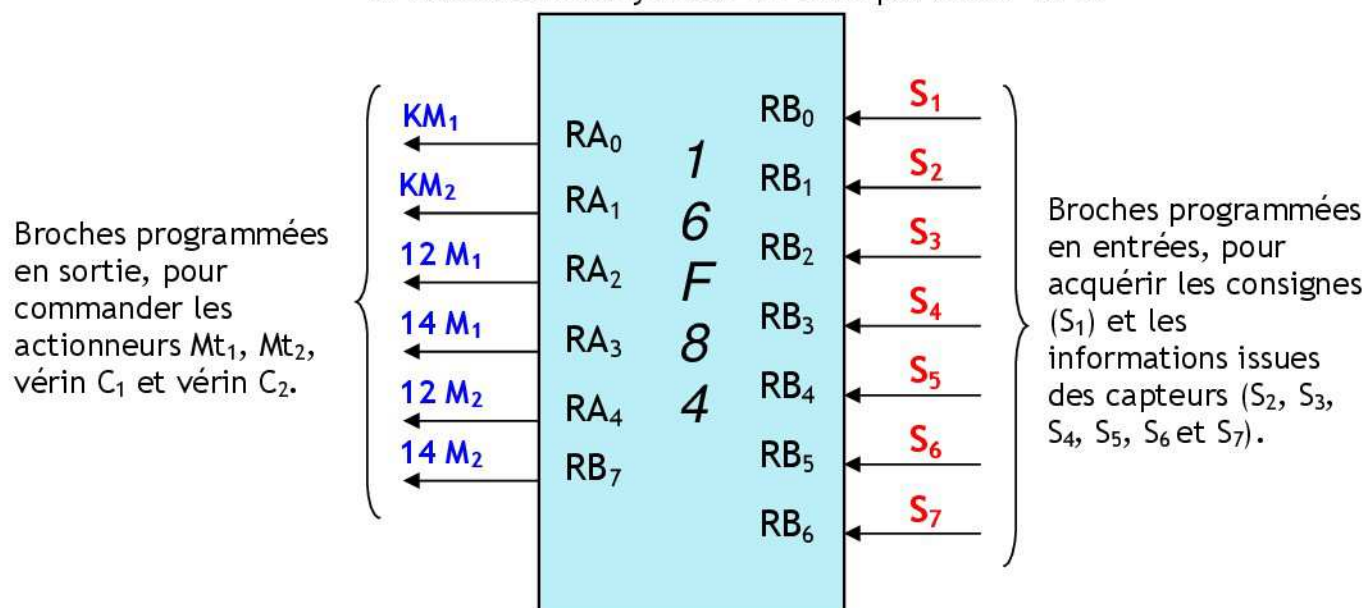 Broches programmées
en sortie, pour
commander les
actionneurs Mt₁, Mt₂,
vérin C₁ et vérin C₂.
KM₁
KM₂
12 M₁
14 M₁
12 M₂
14 M₂
RA₀
RA₁
RA₂
RA₃
RA₄
RB₇
1
6
F
8
4
RB₀
RB₁
RB₂
RB₃
RB₄
RB₅
RB₆
S₁
S₂
S₃
S₄
S₅
S₆
S₇
Broches programmées
en entrées, pour
acquérir les consignes
(S₁) et les
informations issues
des capteurs (S₂, S₃,
S₄, S₅, S₆ et S₇).